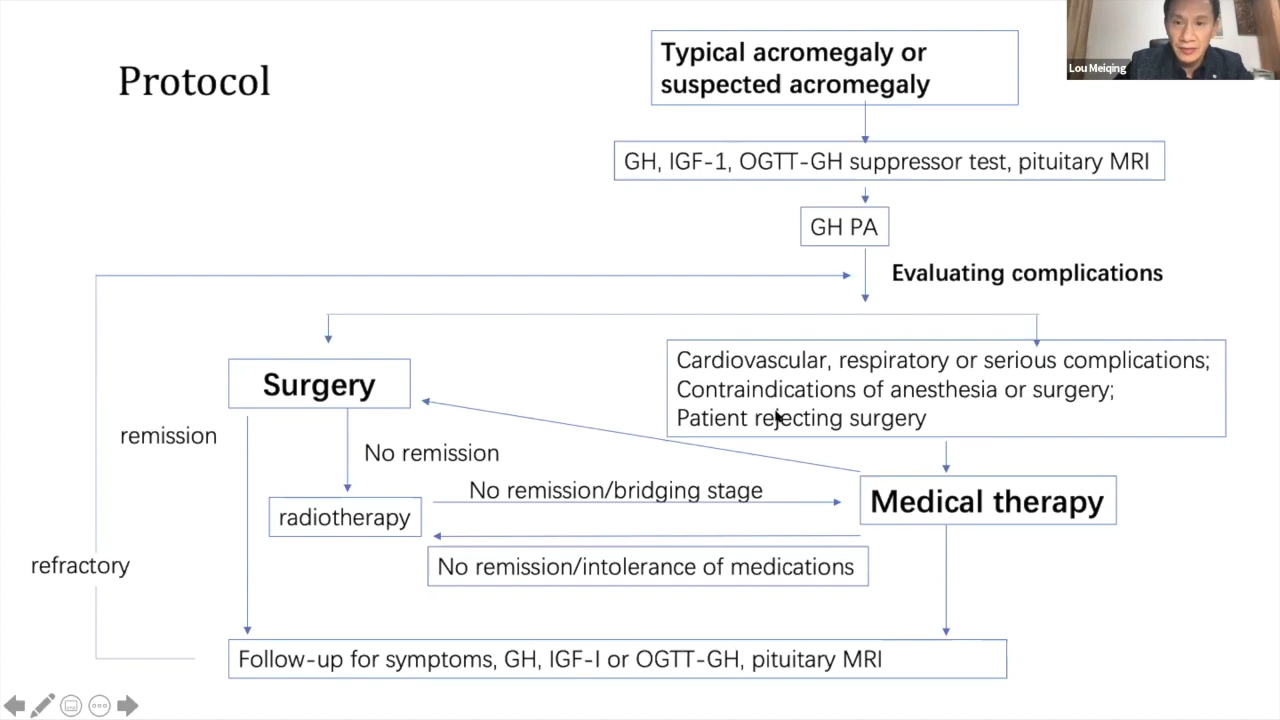 Protocol
Typical acromegaly or
suspected acromegaly
Lou Meiqing
GH, IGF-1, OGTT-GH suppressor test, pituitary MRI
GH PA
Evaluating complications
Surgery
Cardiovascular, respiratory or serious complications;
Contraindications of anesthesia or surgery;
Patient rejecting surgery
remission
No remission
No remission/bridging stage
Medical therapy
radiotherapy
No remission/intolerance of medications
refractory
Follow-up for symptoms, GH, IGF-I or OGTT-GH, pituitary MRI